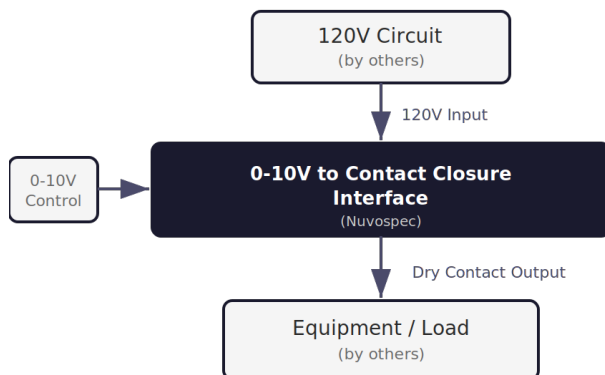 120V Circuit
(by others)
120V Input
0-10V
Control
0-10V to Contact Closure
Interface
(Nuvospec)
Dry Contact Output
Equipment / Load
(by others)